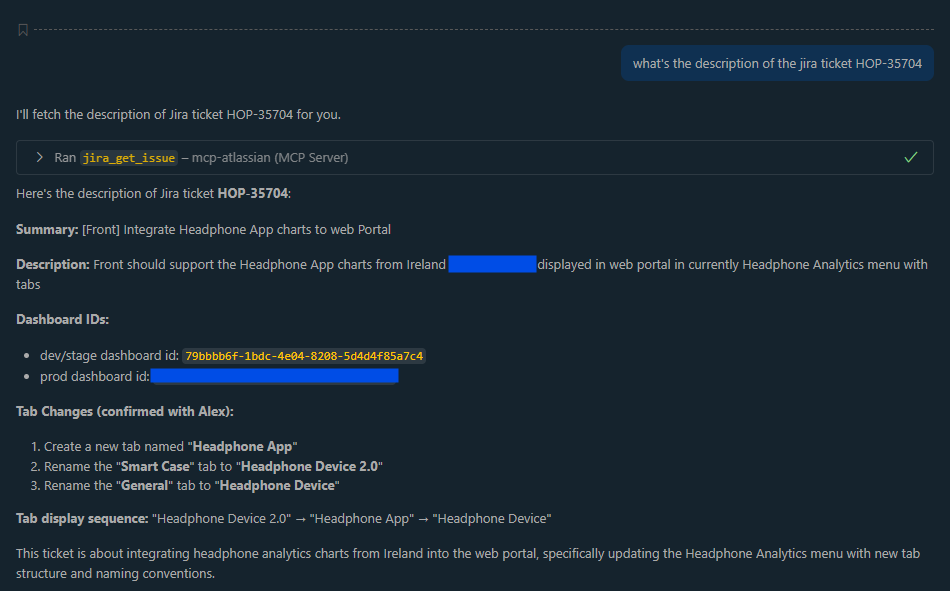 what's the description of the jira ticket HOP-35704
I'll fetch the description of Jira ticket HOP-35704 for you.
Ran jira_get_issue – mcp-atlassian (MCP Server)
Here's the description of Jira ticket HOP-35704:
Summary: [Front] Integrate Headphone App charts to web Portal
Description: Front should support the Headphone App charts from Ireland displayed in web portal in currently Headphone Analytics menu with
tabs
Dashboard IDs:
• dev/stage dashboard id: 79bbbb6f-1bdc-4e04-8208-5d4d4f85a7c4
• prod dashboard id:
Tab Changes (confirmed with Alex):
1. Create a new tab named "Headphone App"
2. Rename the "Smart Case" tab to "Headphone Device 2.0"
3. Rename the "General" tab to "Headphone Device"
Tab display sequence: "Headphone Device 2.0" → "Headphone App" → "Headphone Device"
This ticket is about integrating headphone analytics charts from Ireland into the web portal, specifically updating the Headphone Analytics menu with new tab
structure and naming conventions.